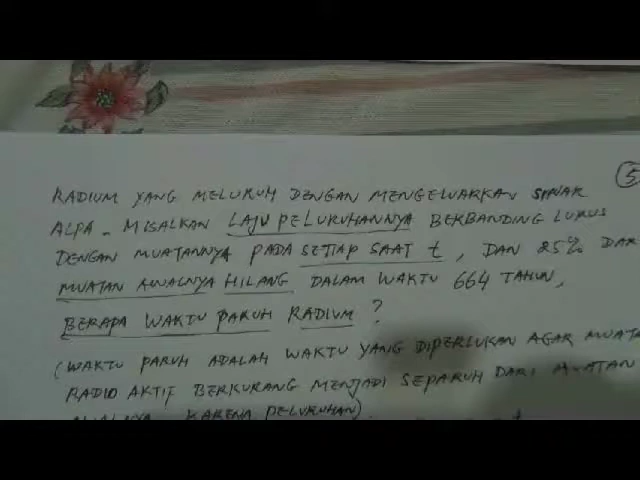 5
RADIUM YANG MELURUH DENGAN MENGELUARKAN SINAR
ALPA. MISALKAN LAJU PELURUHANNYA BERBANDING LURUS
DENGAN MUATANNYA PADA SETIAP SAAT t, DAN 25% DAR
MUATAN AWALNYA HILANG DALAM WAKTU 664 TAHUN,
BERAPA WAKTU PARUH RADIUM ?
(WAKTU PARUH ADALAH WAKTU YANG DIPERLUKAN AGAR MUATA
RADIO AKTIF BERKURANG MENJADI SEPARUH DARI MUATAN
KARENA PELURUHAN).